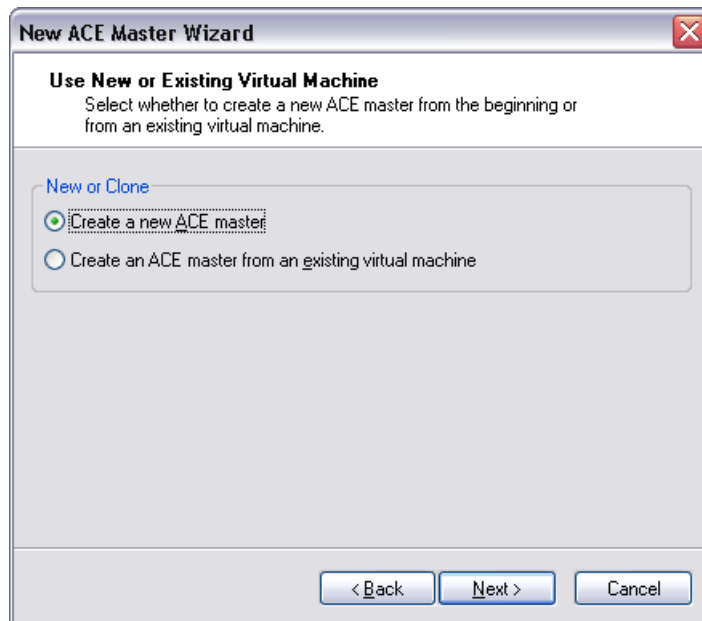 New ACE Master Wizard
Use New or Existing Virtual Machine
Select whether to create a new ACE master from the beginning or
from an existing virtual machine.
New or Clone
Create a new ACE master
Create an ACE master from an existing virtual machine
< Back
Next >
Cancel